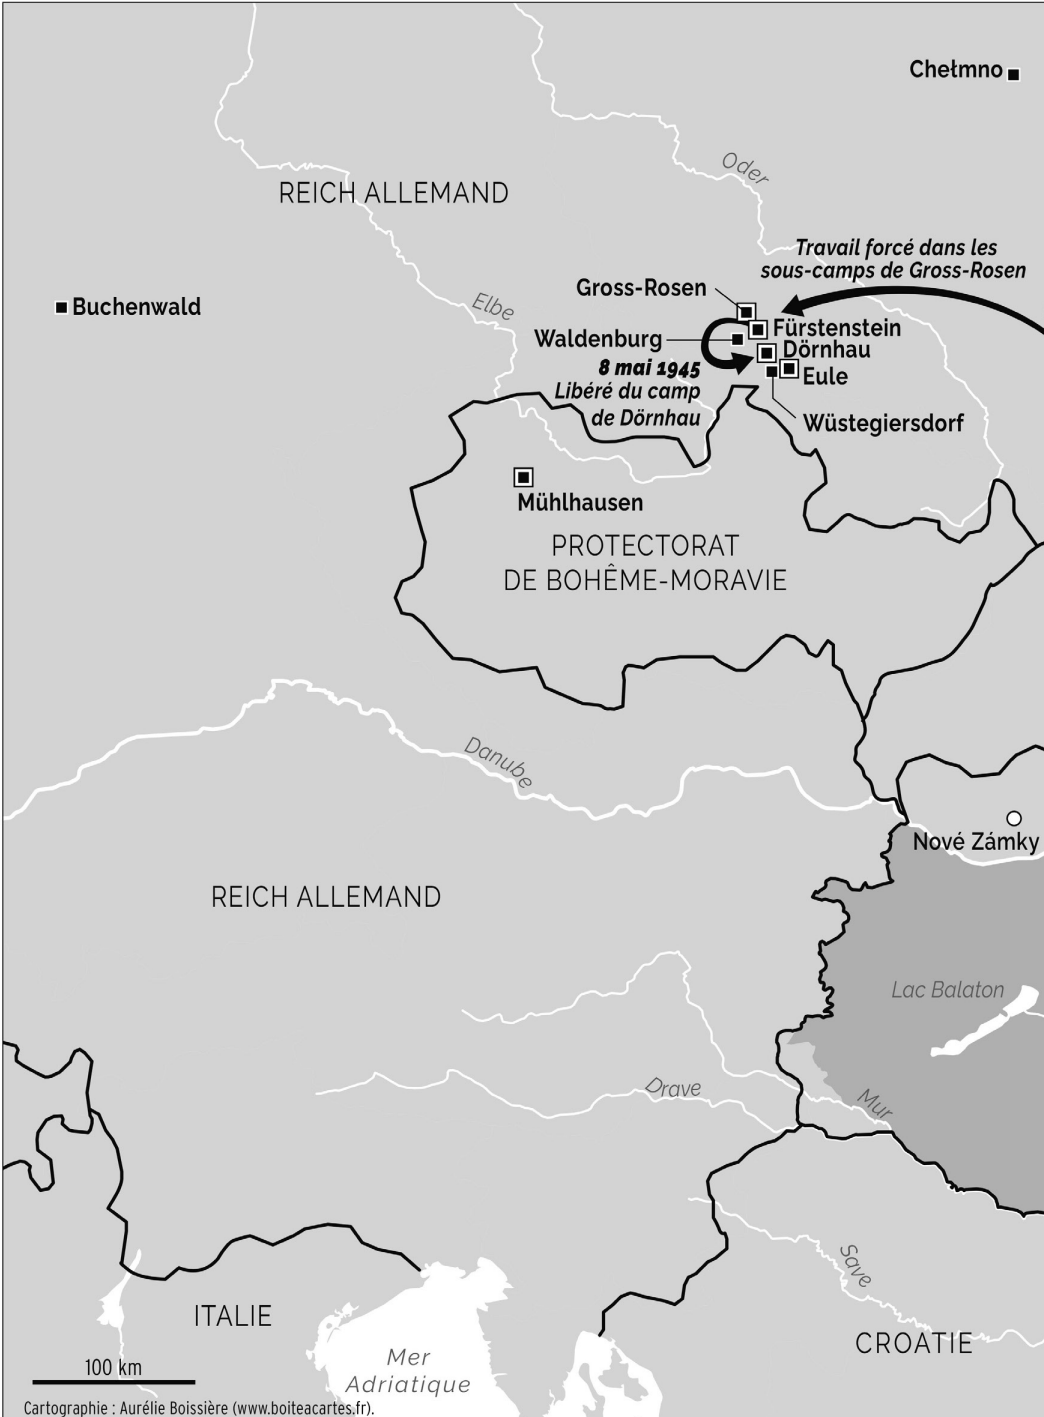 Chełmno
Oder
REICH ALLEMAND
Travail forcé dans les
sous-camps de Gross-Rosen
Gross-Rosen
Buchenwald
Elbe
Fürstenstein
Waldenburg
Dörnhau
8 mai 1945
Libéré du camp
de Dörnhau
Eule
Wüstegiersdorf
Mühlhausen
PROTECTORAT
DE BOHÊME-MORAVIE
Danube
Nové Zámky
REICH ALLEMAND
Lac Balaton
Drave
Mur
Save
ITALIE
CROATIE
Mer
Adriatique
100 km
Cartographie : Aurélie Boissière (www.boiteacartes.fr).